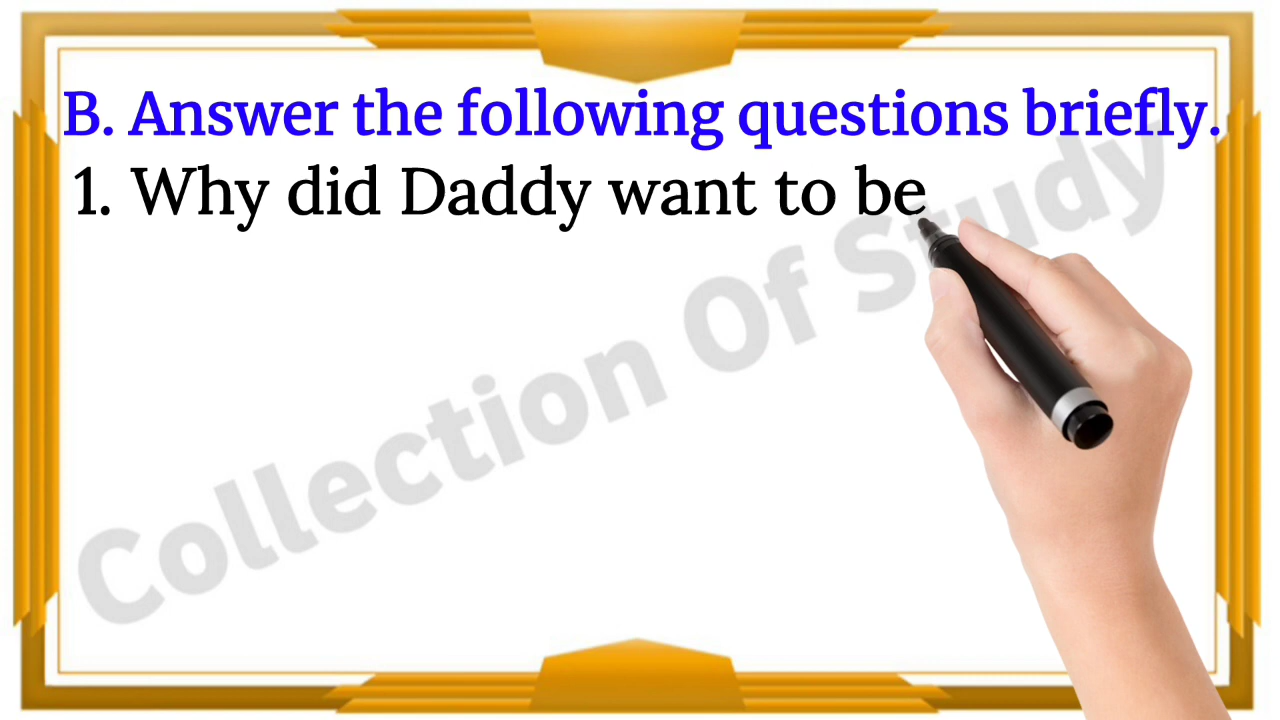 B. Answer the following questions briefly.
1. Why did Daddy want to be
Collection Of Study